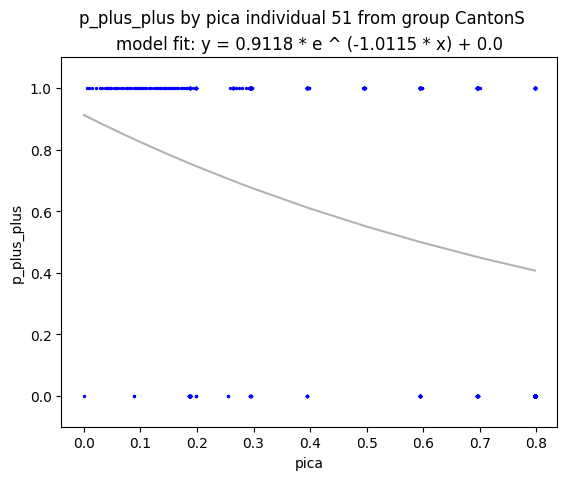 p_plus_plus by pica individual 51 from group CantonS
model fit: y = 0.9118 * e ^ (-1.0115 * x) + 0.0
1.0
0.8
0.6
0.4
0.2
0.0
p_plus_plus
0.0 0.1 0.2 0.3 0.4 0.5 0.6 0.7 0.8
pica